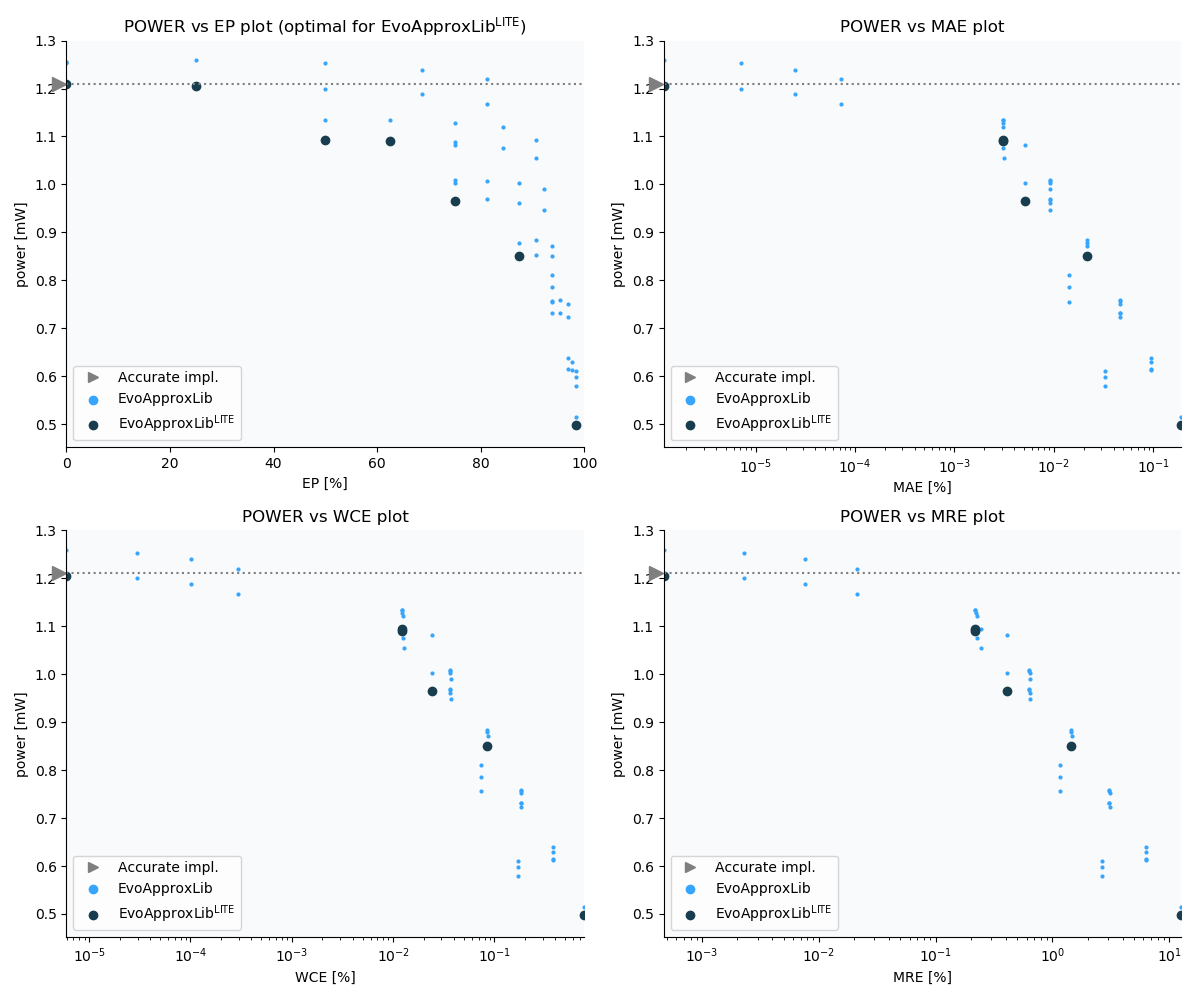 POWER vs EP plot (optimal for EvoApproxLib^LITE)
1.3
1.2
1.1
1.0
0.9
0.8
0.7
0.6
0.5
power [mW]
Accurate impl.
EvoApproxLib
EvoApproxLib^LITE
0 20 40 60 80 100
EP [%]
POWER vs MAE plot
1.3
1.2
1.1
1.0
0.9
0.8
0.7
0.6
0.5
power [mW]
Accurate impl.
EvoApproxLib
EvoApproxLib^LITE
10^−5 10^−4 10^−3 10^−2 10^−1
MAE [%]
POWER vs WCE plot
1.3
1.2
1.1
1.0
0.9
0.8
0.7
0.6
0.5
power [mW]
Accurate impl.
EvoApproxLib
EvoApproxLib^LITE
10^−5 10^−4 10^−3 10^−2 10^−1
WCE [%]
POWER vs MRE plot
1.3
1.2
1.1
1.0
0.9
0.8
0.7
0.6
0.5
power [mW]
Accurate impl.
EvoApproxLib
EvoApproxLib^LITE
10^−3 10^−2 10^−1 10^0 10^1
MRE [%]